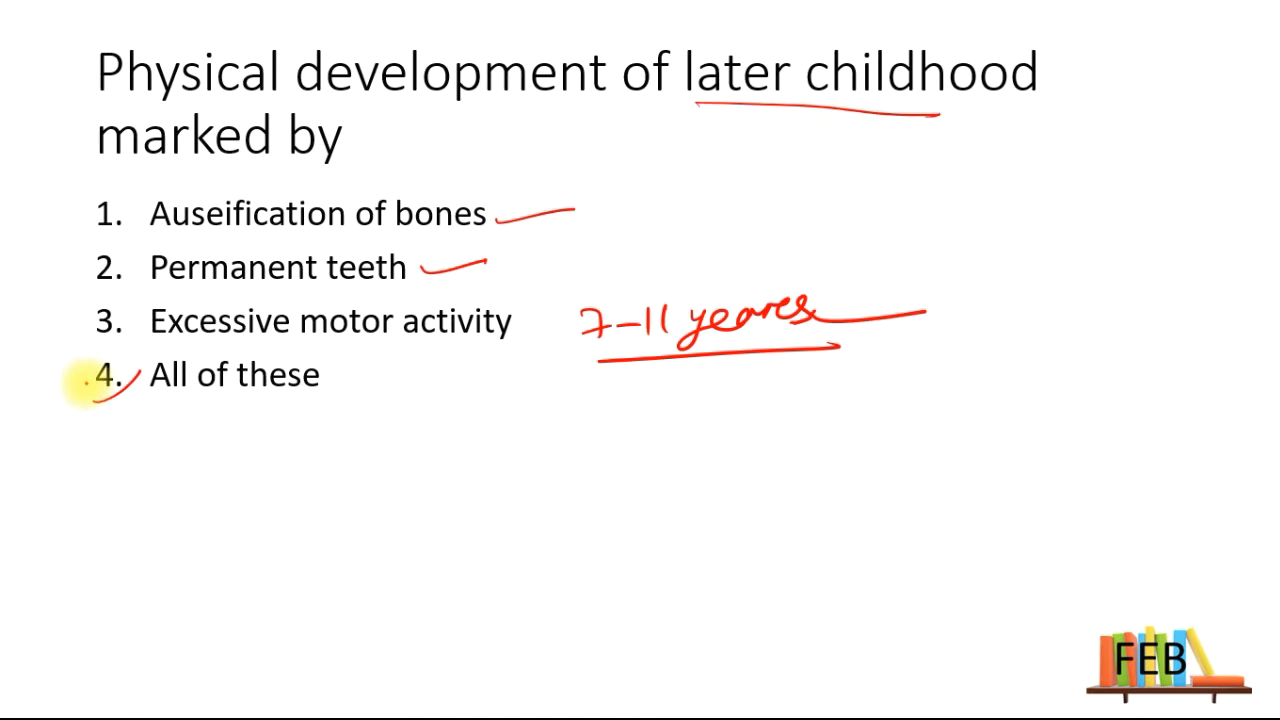 Physical development of later childhood
marked by
1. Auseification of bones
2. Permanent teeth
3. Excessive motor activity 7-11 yeares
4. All of these
FEB